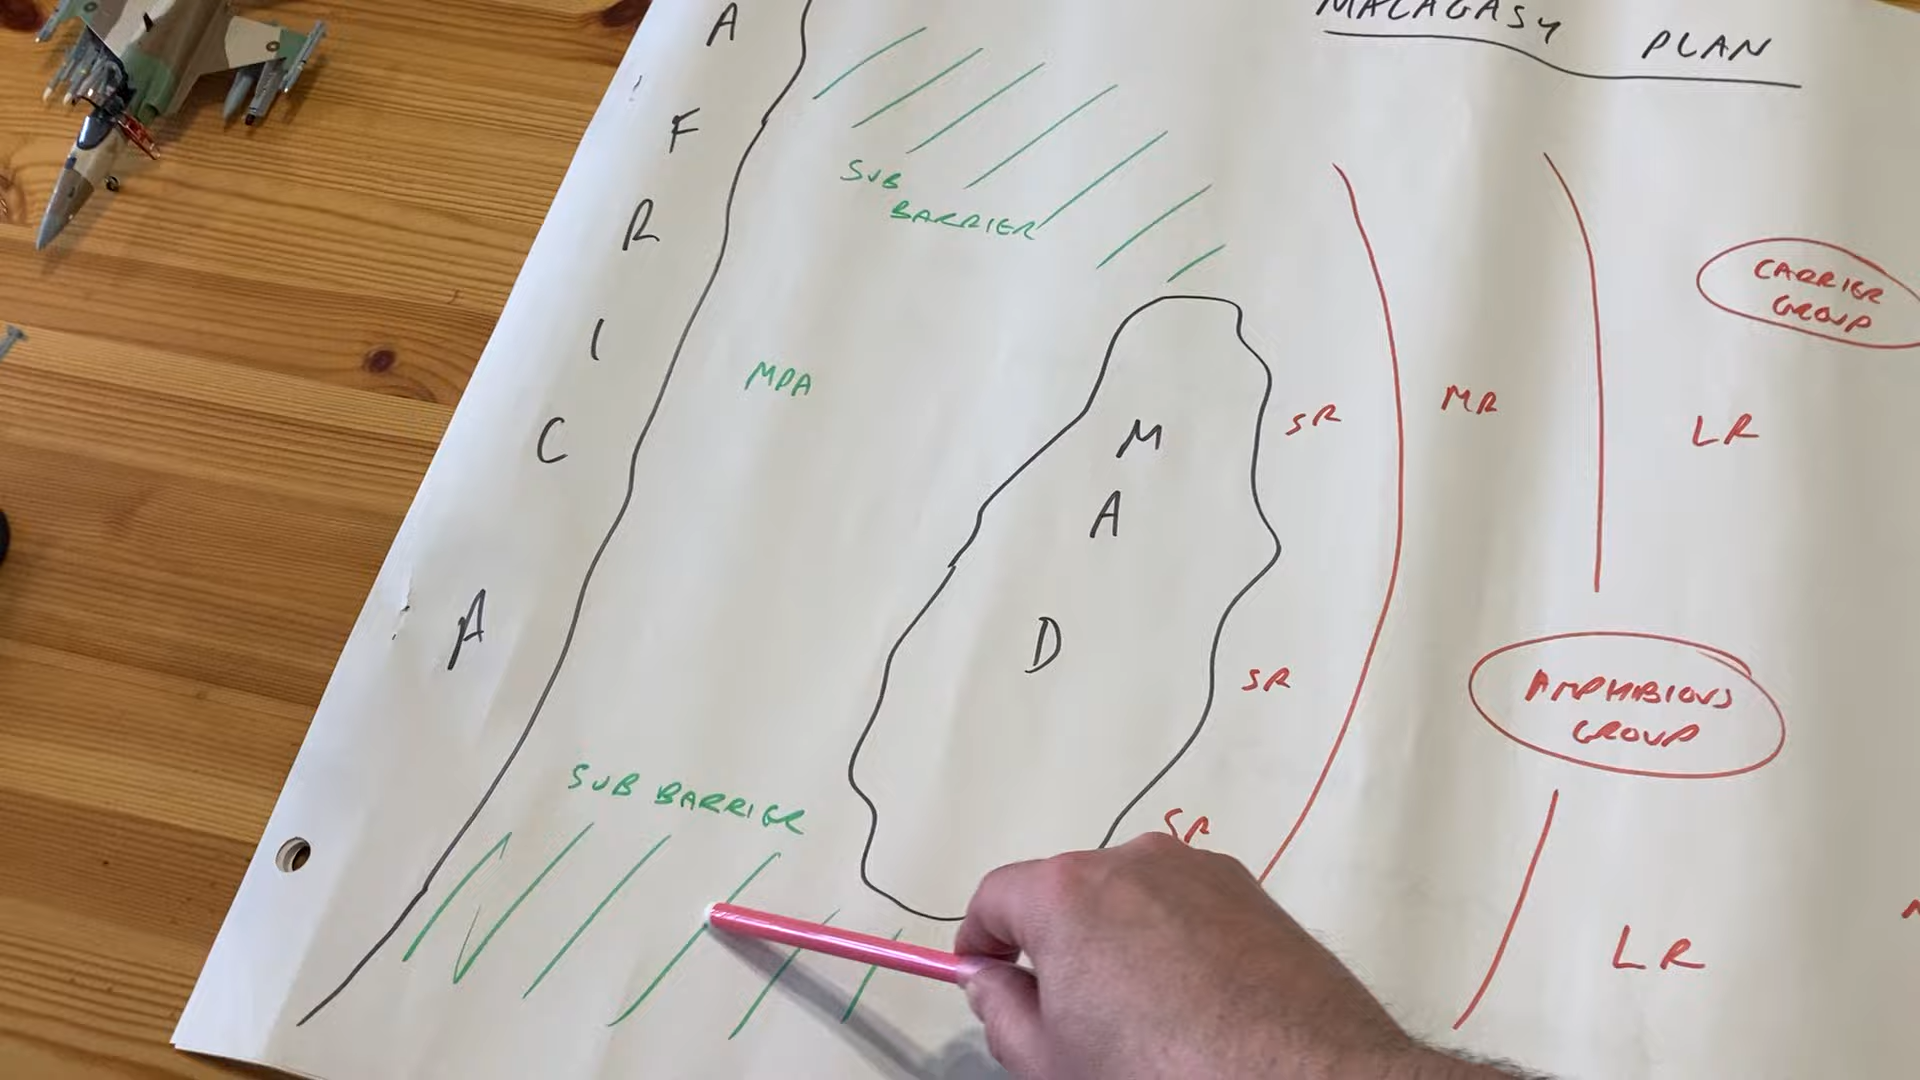 MALAGASY PLAN
A
F
R
I
C
A
SUB
BARRIER
MPA
M
A
D
SR
MR
LR
CARRIER
GROUP
SR
AMPHIBIOUS
GROUP
SUB BARRIER
SR
LR